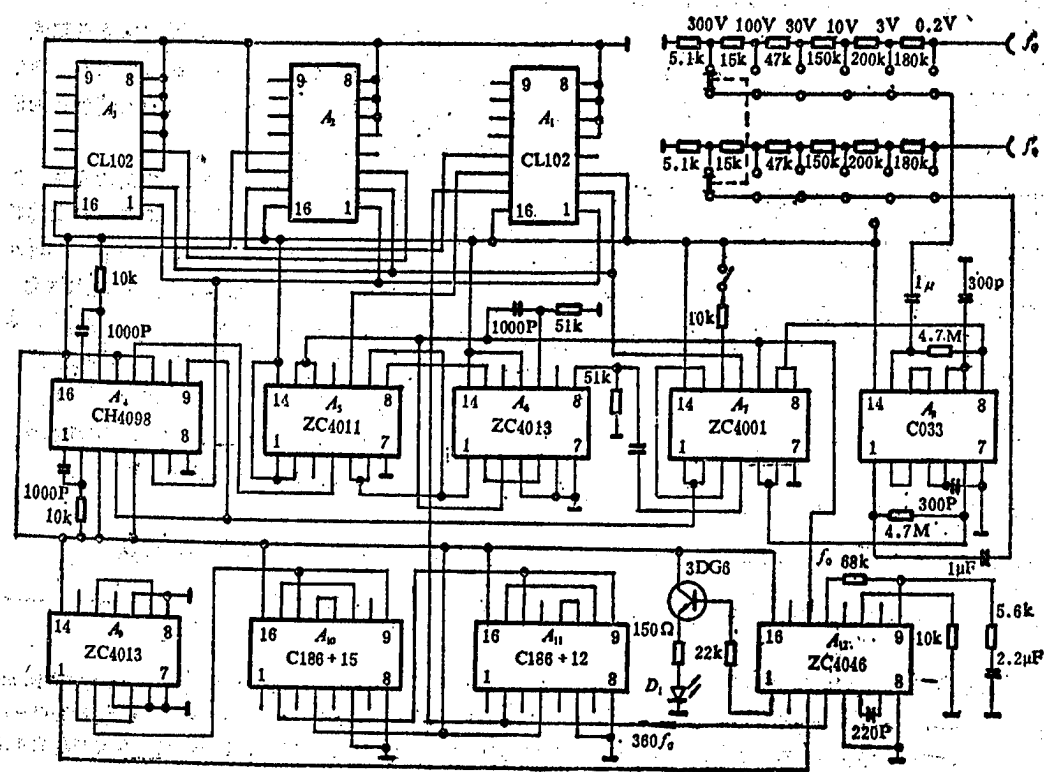 300V 100V 30V 10V 3V 0.2V
5.1k 15k 47k 150k 200k 180k
5.1k 15k 47k 150k 200k 180k
9 8
A₃
CL102
16 1
9 8
A₂
16 1
9 8
A₁
CL102
16 1
10k
1000P
1000P 51k
10k
1μ
300p
4.7M
51k
16 9
A₄
CH4098
1 8
14 8
A₅
ZC4011
1 7
14 8
A₆
ZC4013
1 7
14 8
A₇
ZC4001
1 7
14 8
A₈
C033
1 7
1000P
10k
300P
4.7M
1μF
3DG6
f₀ 68k
5.6k
2.2μF
14 8
A₉
ZC4013
1 7
16 9
A₁₀
C186+15
1 8
16 9
A₁₁
C186+12
1 8
150Ω
22k
D₁
16 9
A₁₂
ZC4046
1 8
10k
220P